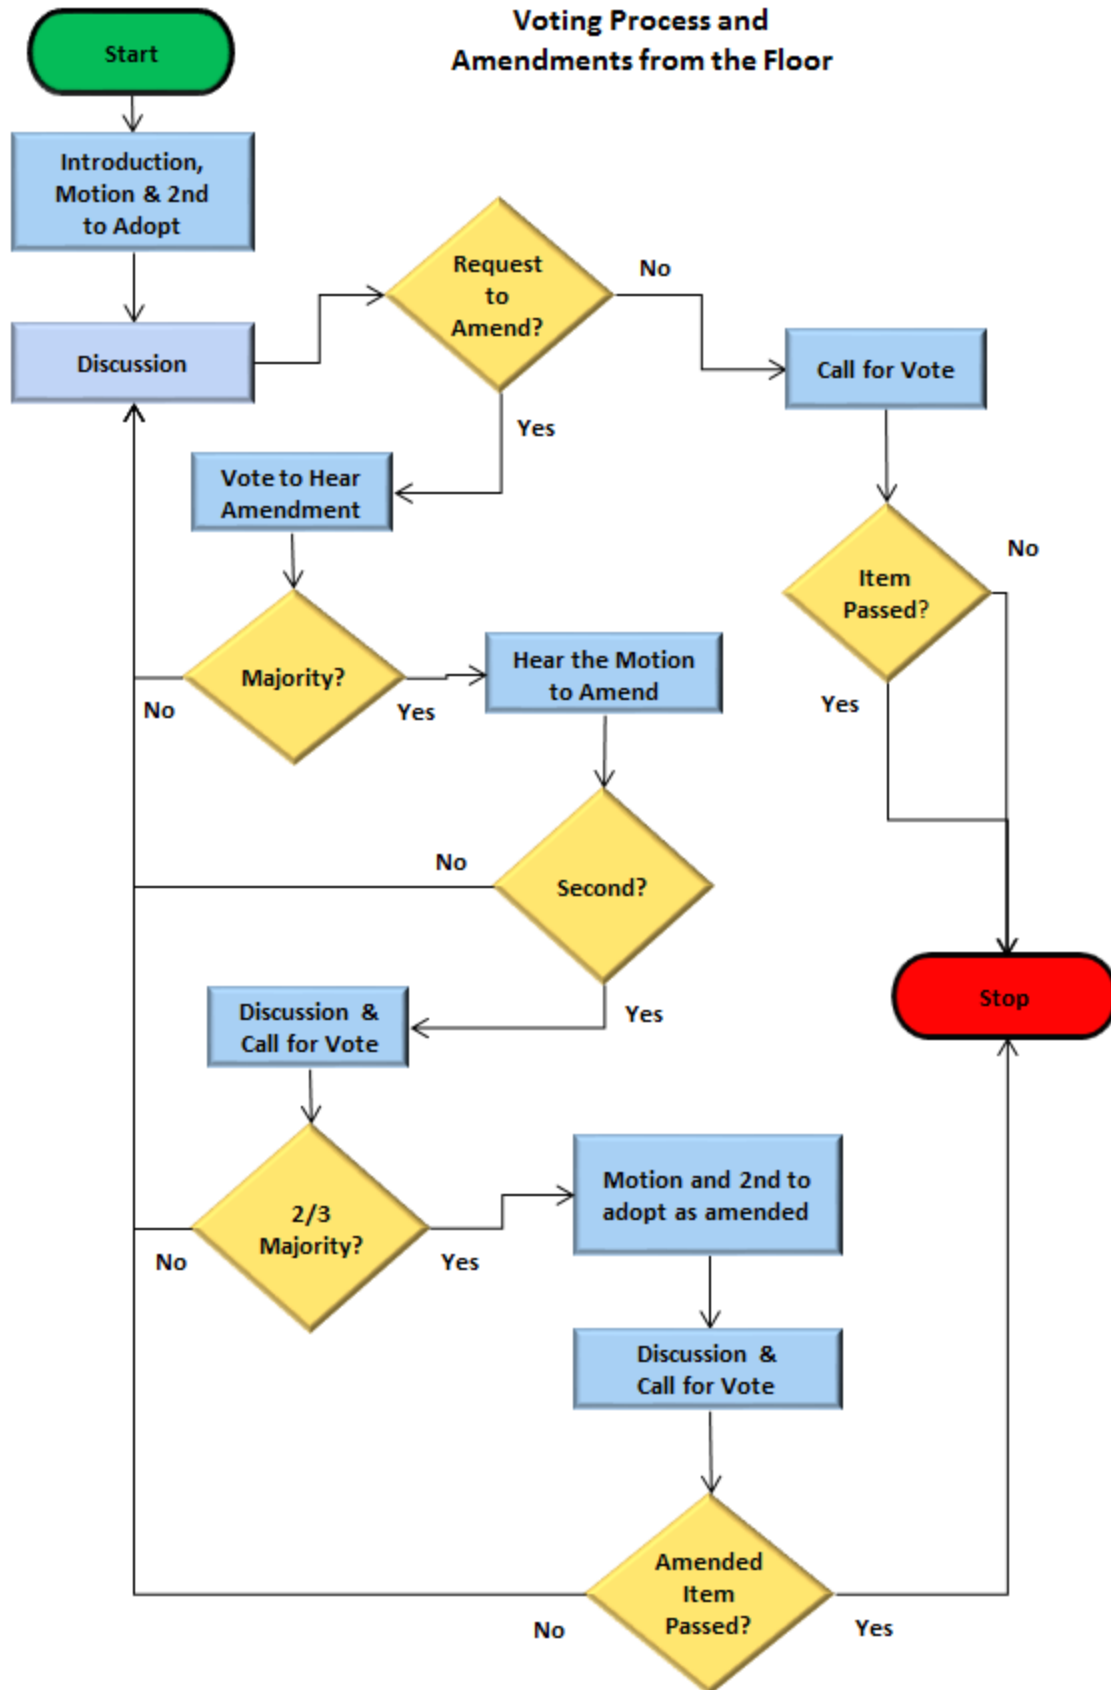 Voting Process and
Amendments from the Floor
Start
Introduction,
Motion & 2nd
to Adopt
Discussion
Request
to
Amend?
No
Yes
Call for Vote
Vote to Hear
Amendment
Item
Passed?
No
Yes
Majority?
No
Yes
Hear the Motion
to Amend
Second?
No
Yes
Stop
Discussion &
Call for Vote
2/3
Majority?
No
Yes
Motion and 2nd to
adopt as amended
Discussion &
Call for Vote
Amended
Item
Passed?
No
Yes